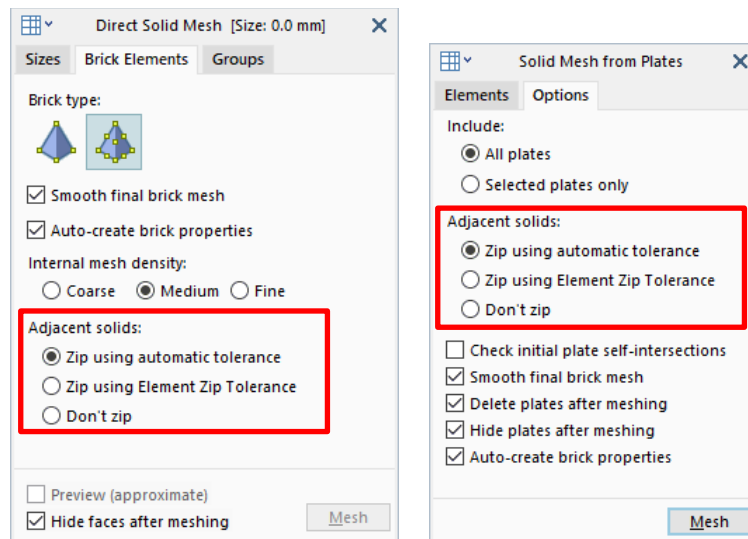 Direct Solid Mesh [Size: 0.0 mm]
Sizes Brick Elements Groups
Brick type:
Smooth final brick mesh
Auto-create brick properties
Internal mesh density:
Coarse Medium Fine
Adjacent solids:
Zip using automatic tolerance
Zip using Element Zip Tolerance
Don't zip
Preview (approximate)
Hide faces after meshing
Mesh
Solid Mesh from Plates
Elements Options
Include:
All plates
Selected plates only
Adjacent solids:
Zip using automatic tolerance
Zip using Element Zip Tolerance
Don't zip
Check initial plate self-intersections
Smooth final brick mesh
Delete plates after meshing
Hide plates after meshing
Auto-create brick properties
Mesh